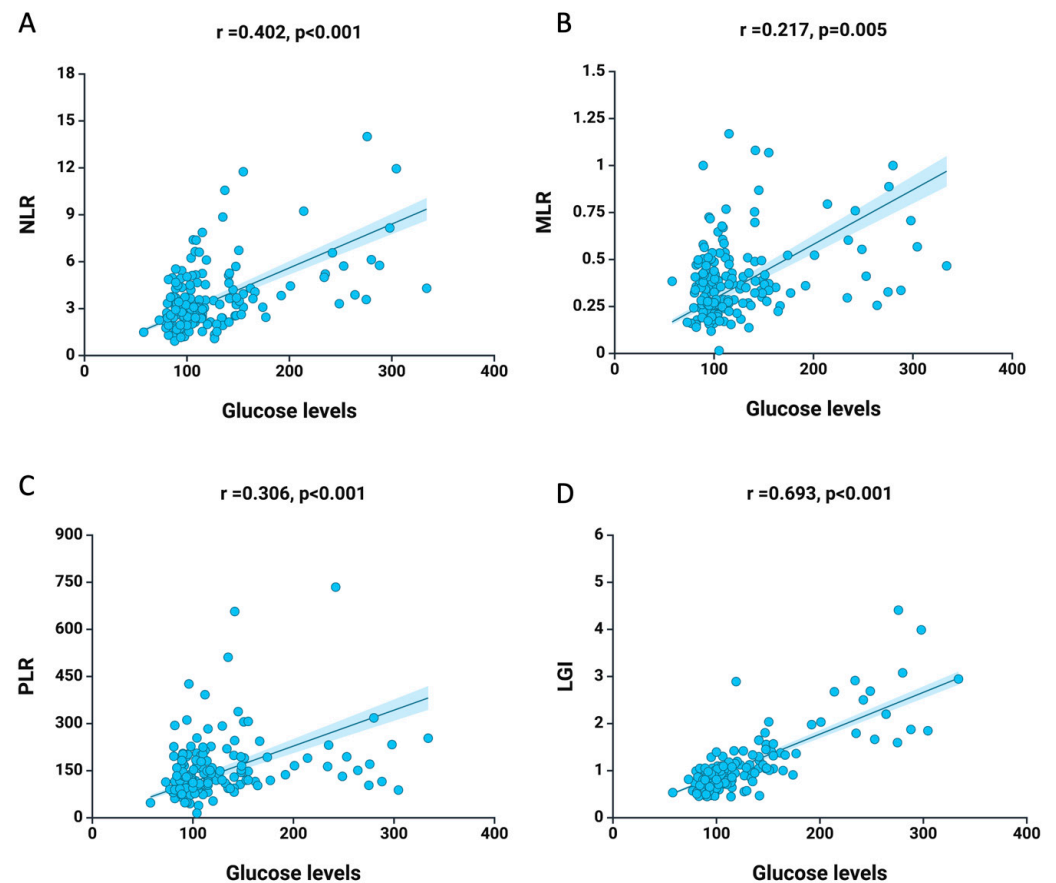 A
r =0.402, p<0.001
18
15
12
9
6
3
0
NLR
0 100 200 300 400
Glucose levels
B
r =0.217, p=0.005
1.5
1.25
1
0.75
0.5
0.25
0
MLR
0 100 200 300 400
Glucose levels
C
r =0.306, p<0.001
900
750
600
450
300
150
0
PLR
0 100 200 300 400
Glucose levels
D
r =0.693, p<0.001
6
5
4
3
2
1
0
LGI
0 100 200 300 400
Glucose levels